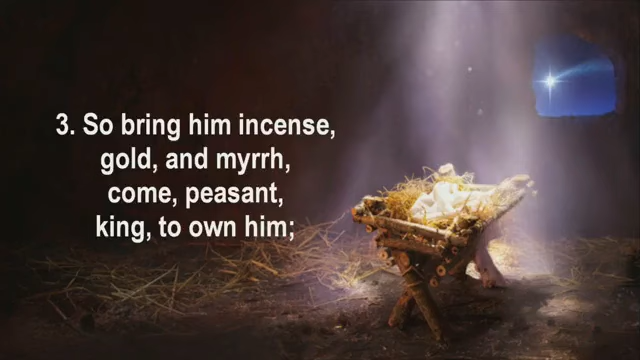 3. So bring him incense,
gold, and myrrh,
come, peasant,
king, to own him;